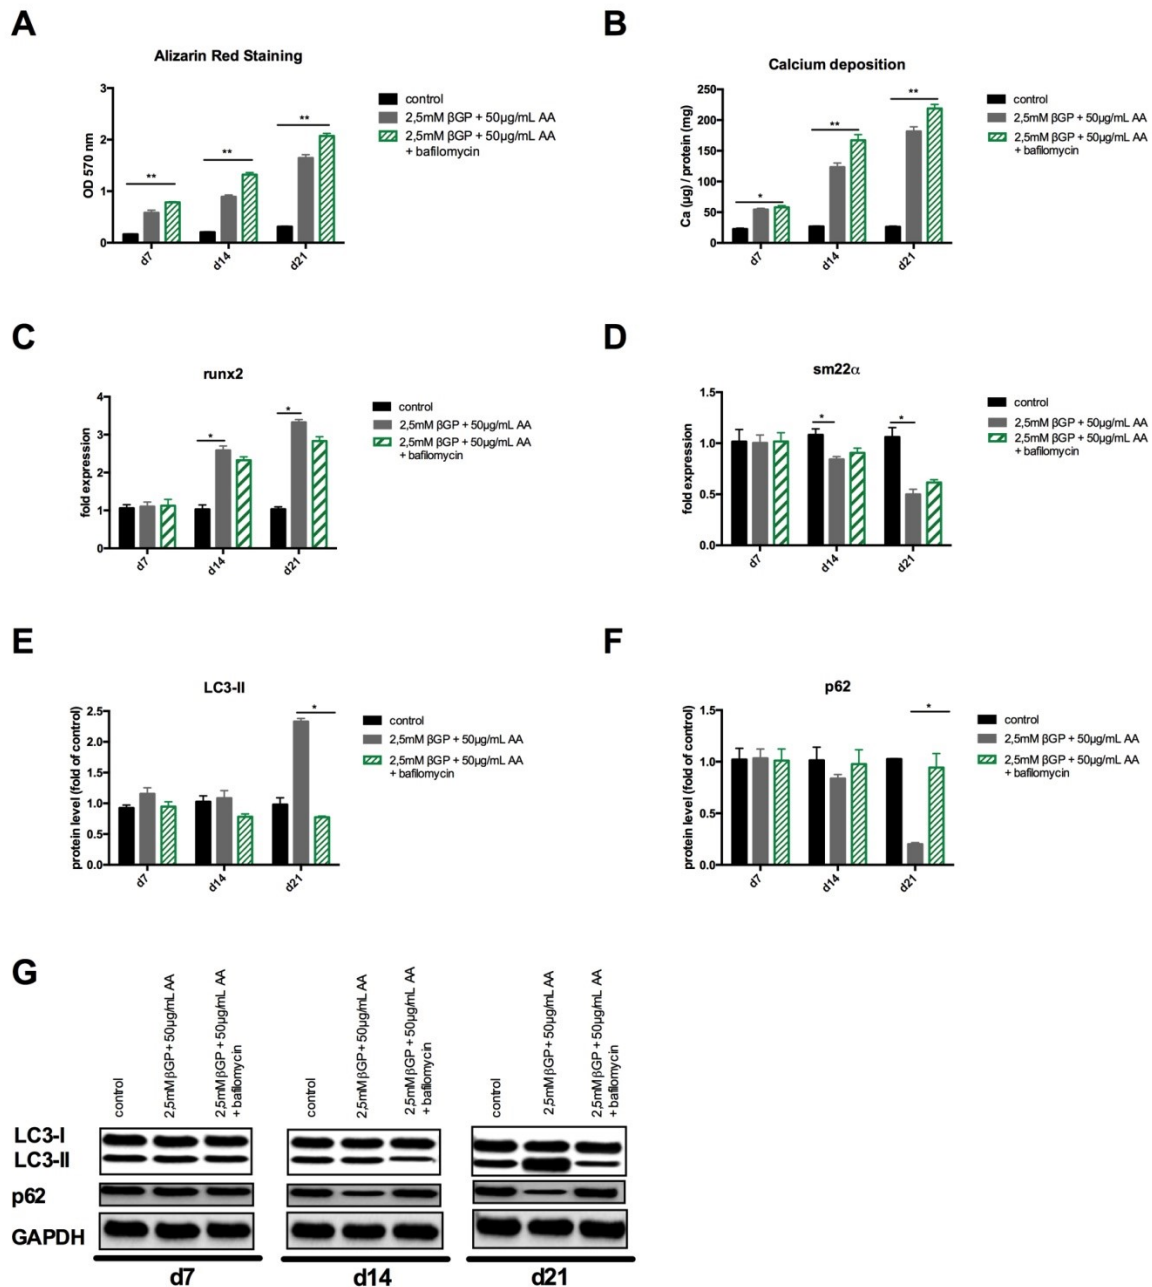 A
Alizarin Red Staining
3
2
1
0
OD 570 nm
**
**
**
d7
d14
d21
control
2,5mM βGP + 50µg/mL AA
2,5mM βGP + 50µg/mL AA
+ bafilomycin
B
Calcium deposition
250
200
150
100
50
0
Ca (µg) / protein (mg)
*
**
**
d7
d14
d21
control
2,5mM βGP + 50µg/mL AA
2,5mM βGP + 50µg/mL AA
+ bafilomycin
C
runx2
4
3
2
1
0
fold expression
*
*
d7
d14
d21
control
2,5mM βGP + 50µg/mL AA
2,5mM βGP + 50µg/mL AA
+ bafilomycin
D
sm22α
1.5
1.0
0.5
0.0
fold expression
*
*
d7
d14
d21
control
2,5mM βGP + 50µg/mL AA
2,5mM βGP + 50µg/mL AA
+ bafilomycin
E
LC3-II
2.5
2.0
1.5
1.0
0.5
0.0
protein level (fold of control)
*
d7
d14
d21
control
2,5mM βGP + 50µg/mL AA
2,5mM βGP + 50µg/mL AA
+ bafilomycin
F
p62
1.5
1.0
0.5
0.0
protein level (fold of control)
*
d7
d14
d21
control
2,5mM βGP + 50µg/mL AA
2,5mM βGP + 50µg/mL AA
+ bafilomycin
G
control
2,5mM βGP + 50µg/mL AA
2,5mM βGP + 50µg/mL AA
+ bafilomycin
control
2,5mM βGP + 50µg/mL AA
2,5mM βGP + 50µg/mL AA
+ bafilomycin
control
2,5mM βGP + 50µg/mL AA
2,5mM βGP + 50µg/mL AA
+ bafilomycin
LC3-I
LC3-II
p62
GAPDH
d7
d14
d21